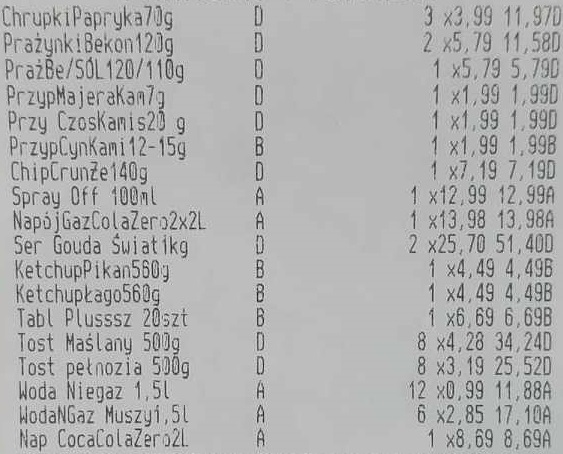 ChrupkiPapryka70g D 3 x3,99 11,97D
PrażynkiBekon120g D 2 x5,79 11,58D
PrażBe/SÓL120/110g D 1 x5,79 5,79D
PrzypMajeraKam7g D 1 x1,99 1,99D
Przy CzosKamis20 g D 1 x1,99 1,99D
PrzypCynKami12-15g B 1 x1,99 1,99B
ChipCrunŻe140g D 1 x7,19 7,19D
Spray Off 100ml A 1 x12,99 12,99A
NapójGazColaZero2x2L A 1 x13,98 13,98A
Ser Gouda Światikg D 2 x25,70 51,40D
KetchupPikan560g B 1 x4,49 4,49B
KetchupŁago560g B 1 x4,49 4,49B
Tabl Plusssz 20szt B 1 x6,69 6,69B
Tost Maślany 500g D 8 x4,28 34,24D
Tost pełnozia 500g D 8 x3,19 25,52D
Woda Niegaz 1,5l A 12 x0,99 11,88A
WodaNGaz Muszy1,5l A 6 x2,85 17,10A
Nap CocaColaZero2L A 1 x8,69 8,69A